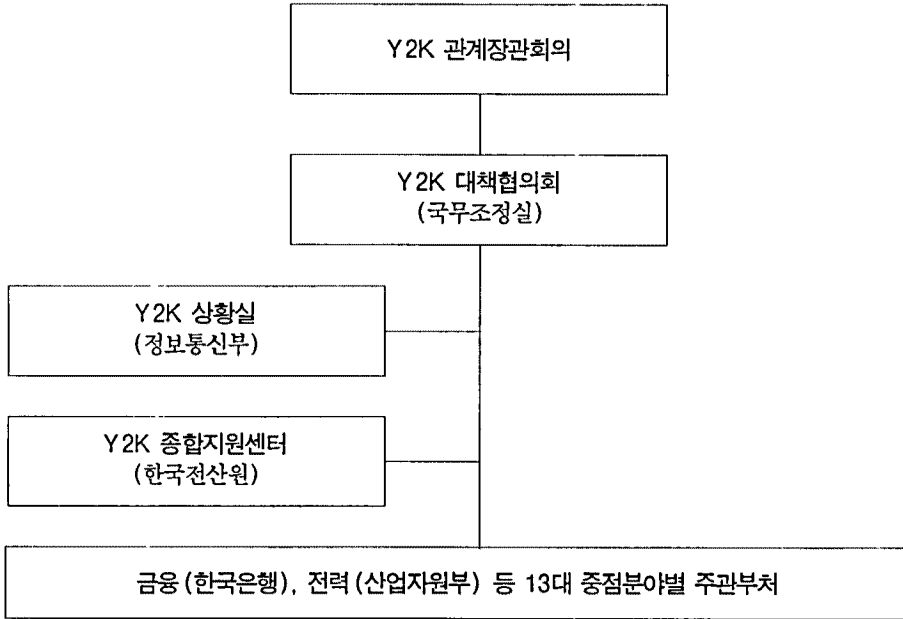 Y2K 관계장관회의
Y2K 대책협의회
(국무조정실)
Y2K 상황실
(정보통신부)
Y2K 종합지원센터
(한국전산원)
금융(한국은행), 전력(산업자원부) 등 13대 중점분야별 주관부처